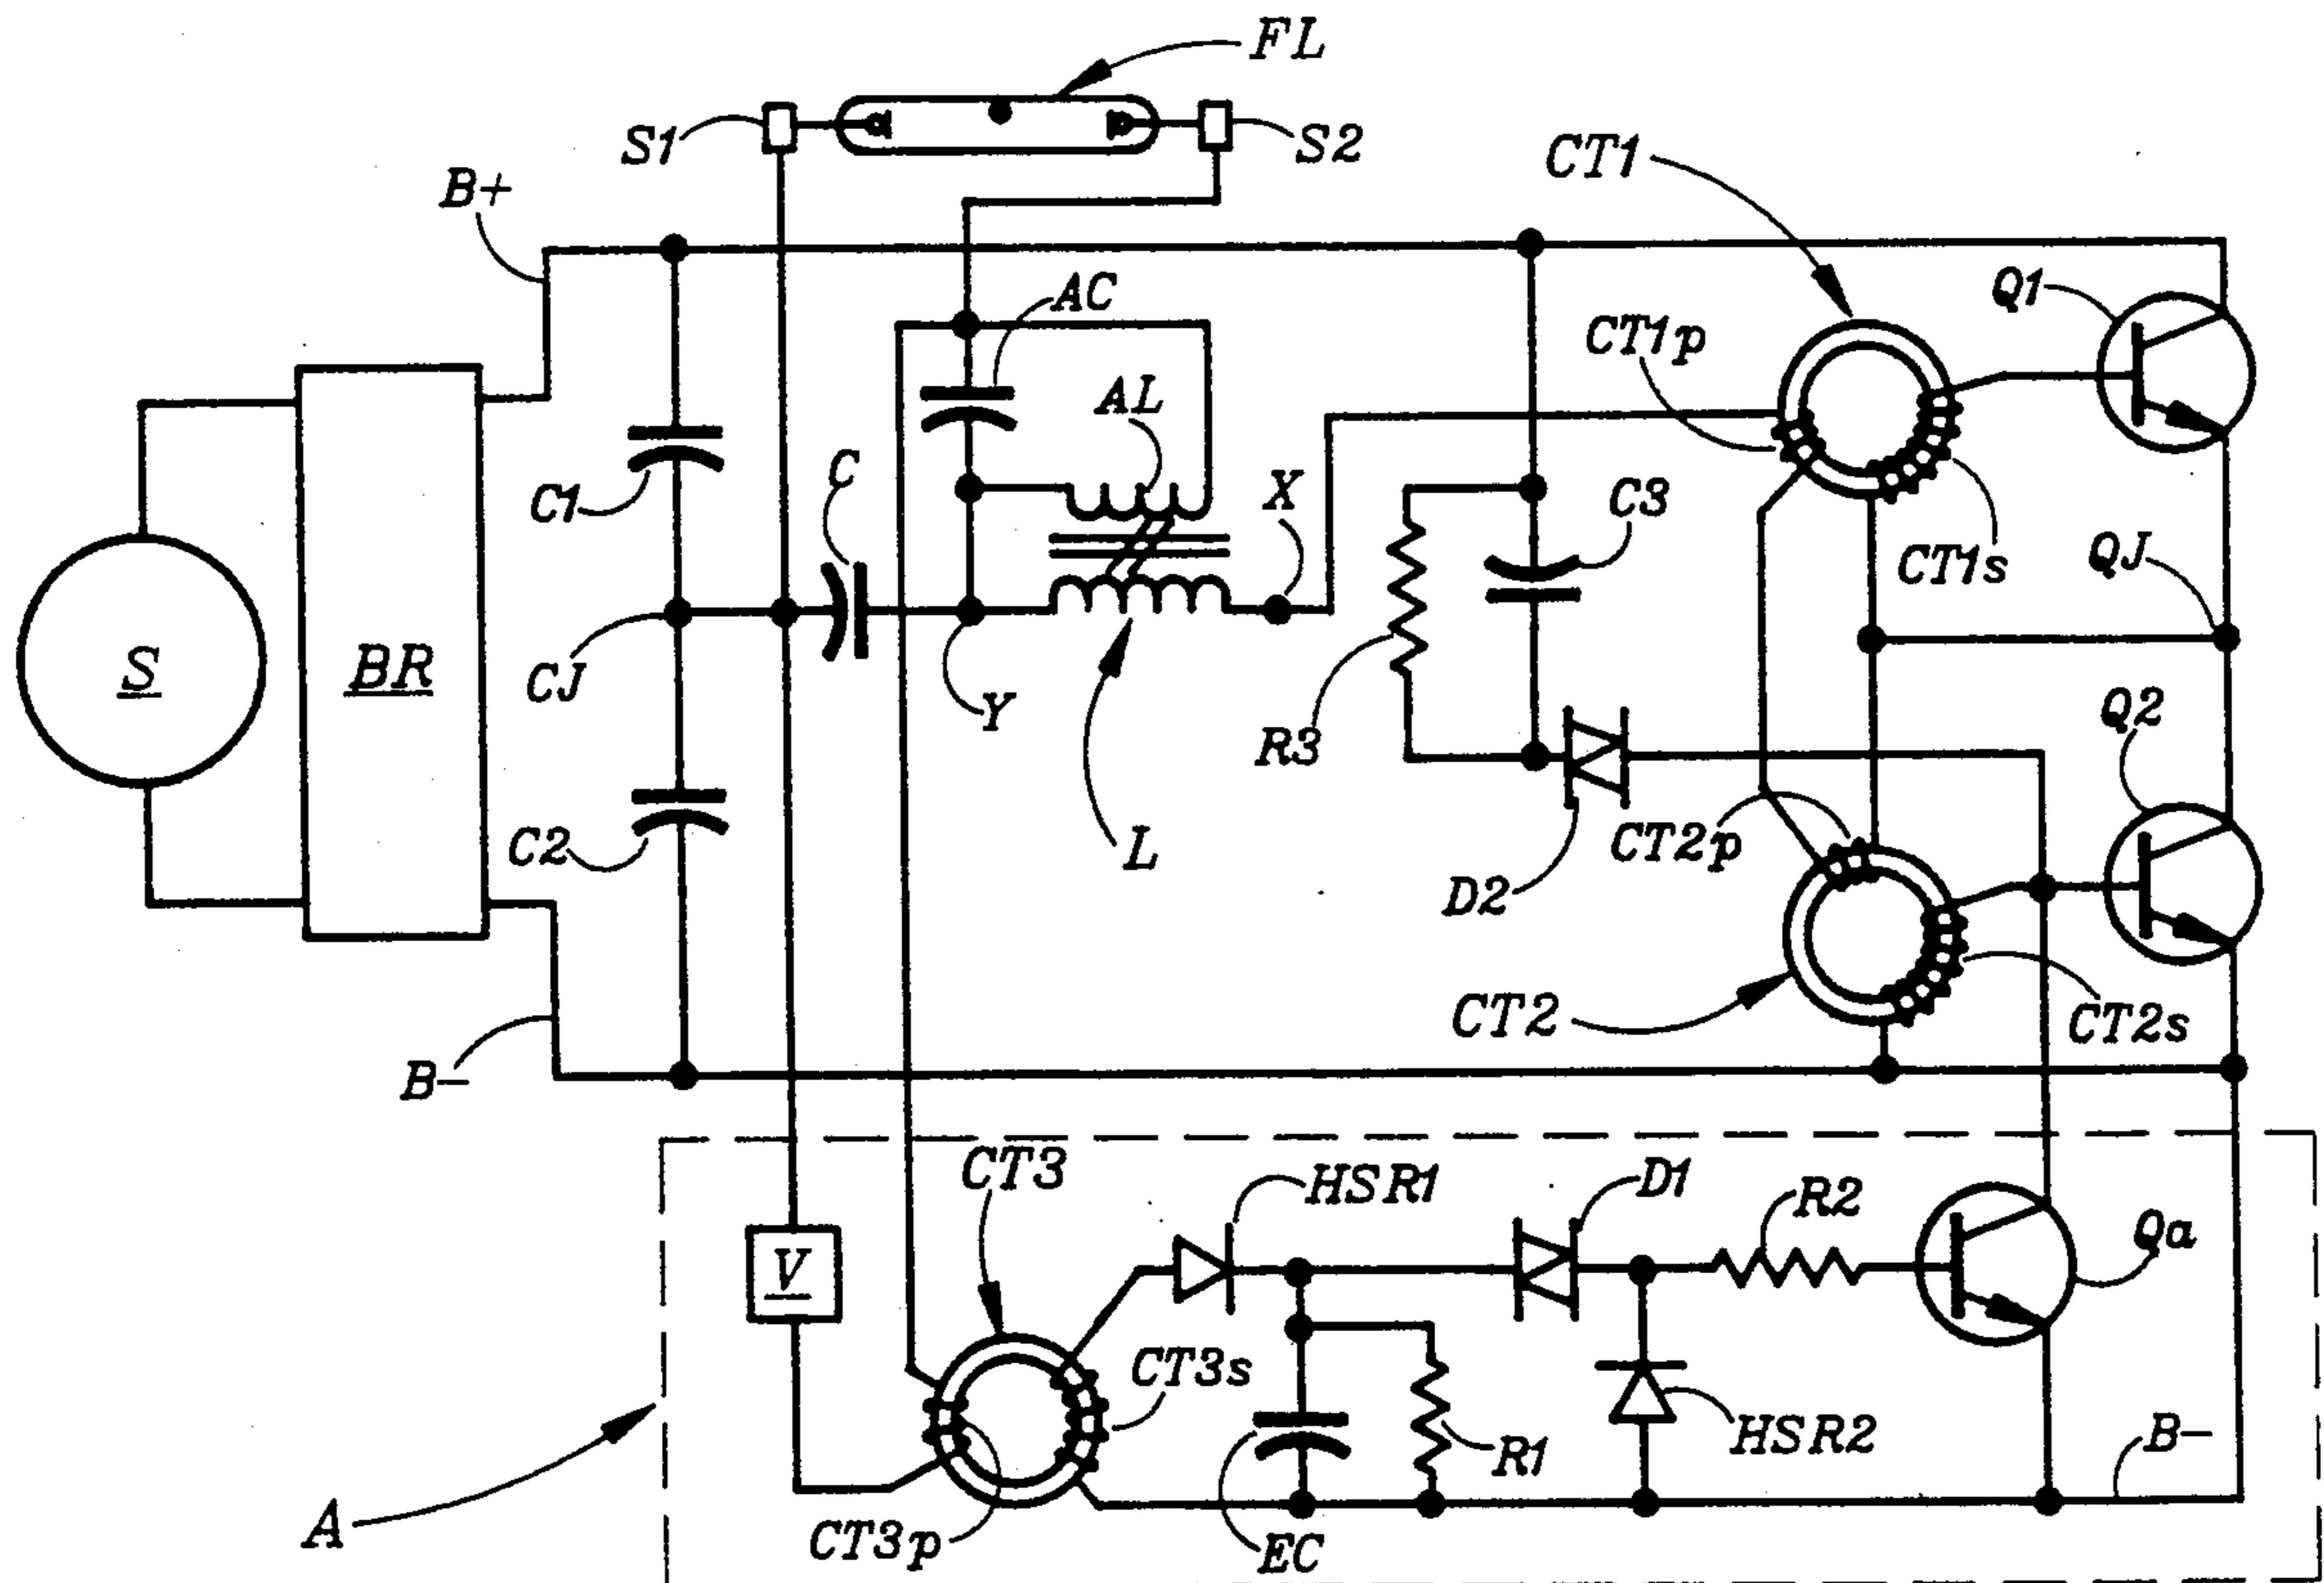 FL
S1
S2
CT1
B+
Q1
AC
CT1p
AL
C
X
C1
C3
CT1s
QJ
S
BR
CJ
Y
Q2
R3
C2
L
CT2p
D2
CT2
CT2s
B-
CT3
HSR1
D1
R2
Qa
V
CT3s
R1
HSR2
B-
A
CT3p
EC